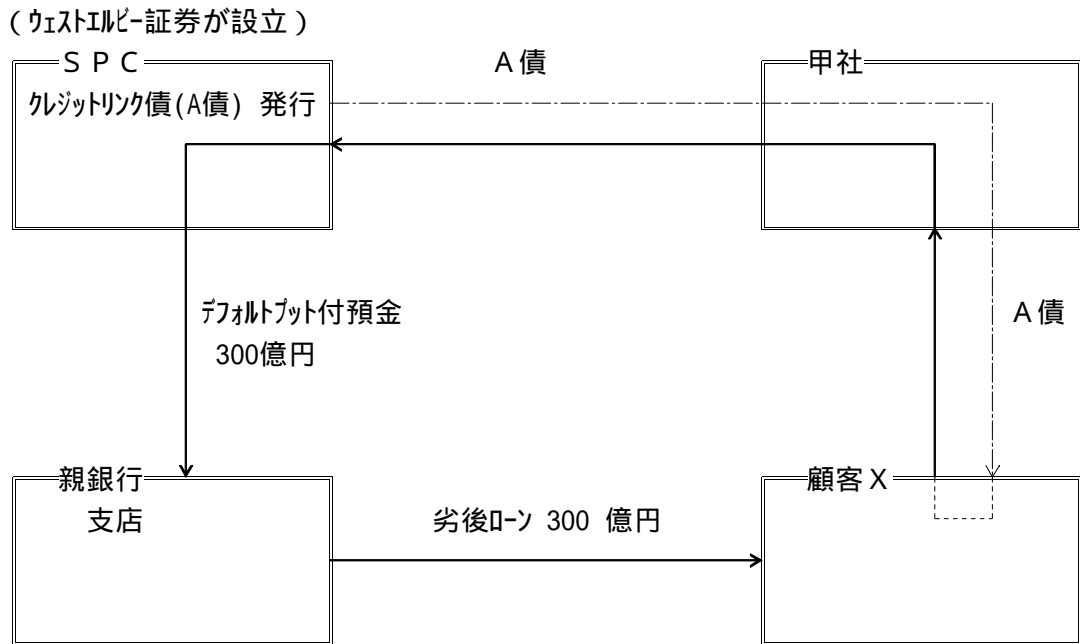 （ｳｪｽﾄｴﾙﾋﾞｰ証券が設立）
ＳＰＣ
ｸﾚｼﾞｯﾄﾘﾝｸ債(A債) 発行
Ａ債
甲社
ﾃﾞﾌｫﾙﾄﾌﾟｯﾄ付預金
300億円
Ａ債
親銀行
支店
劣後ﾛｰﾝ 300 億円
顧客Ｘ